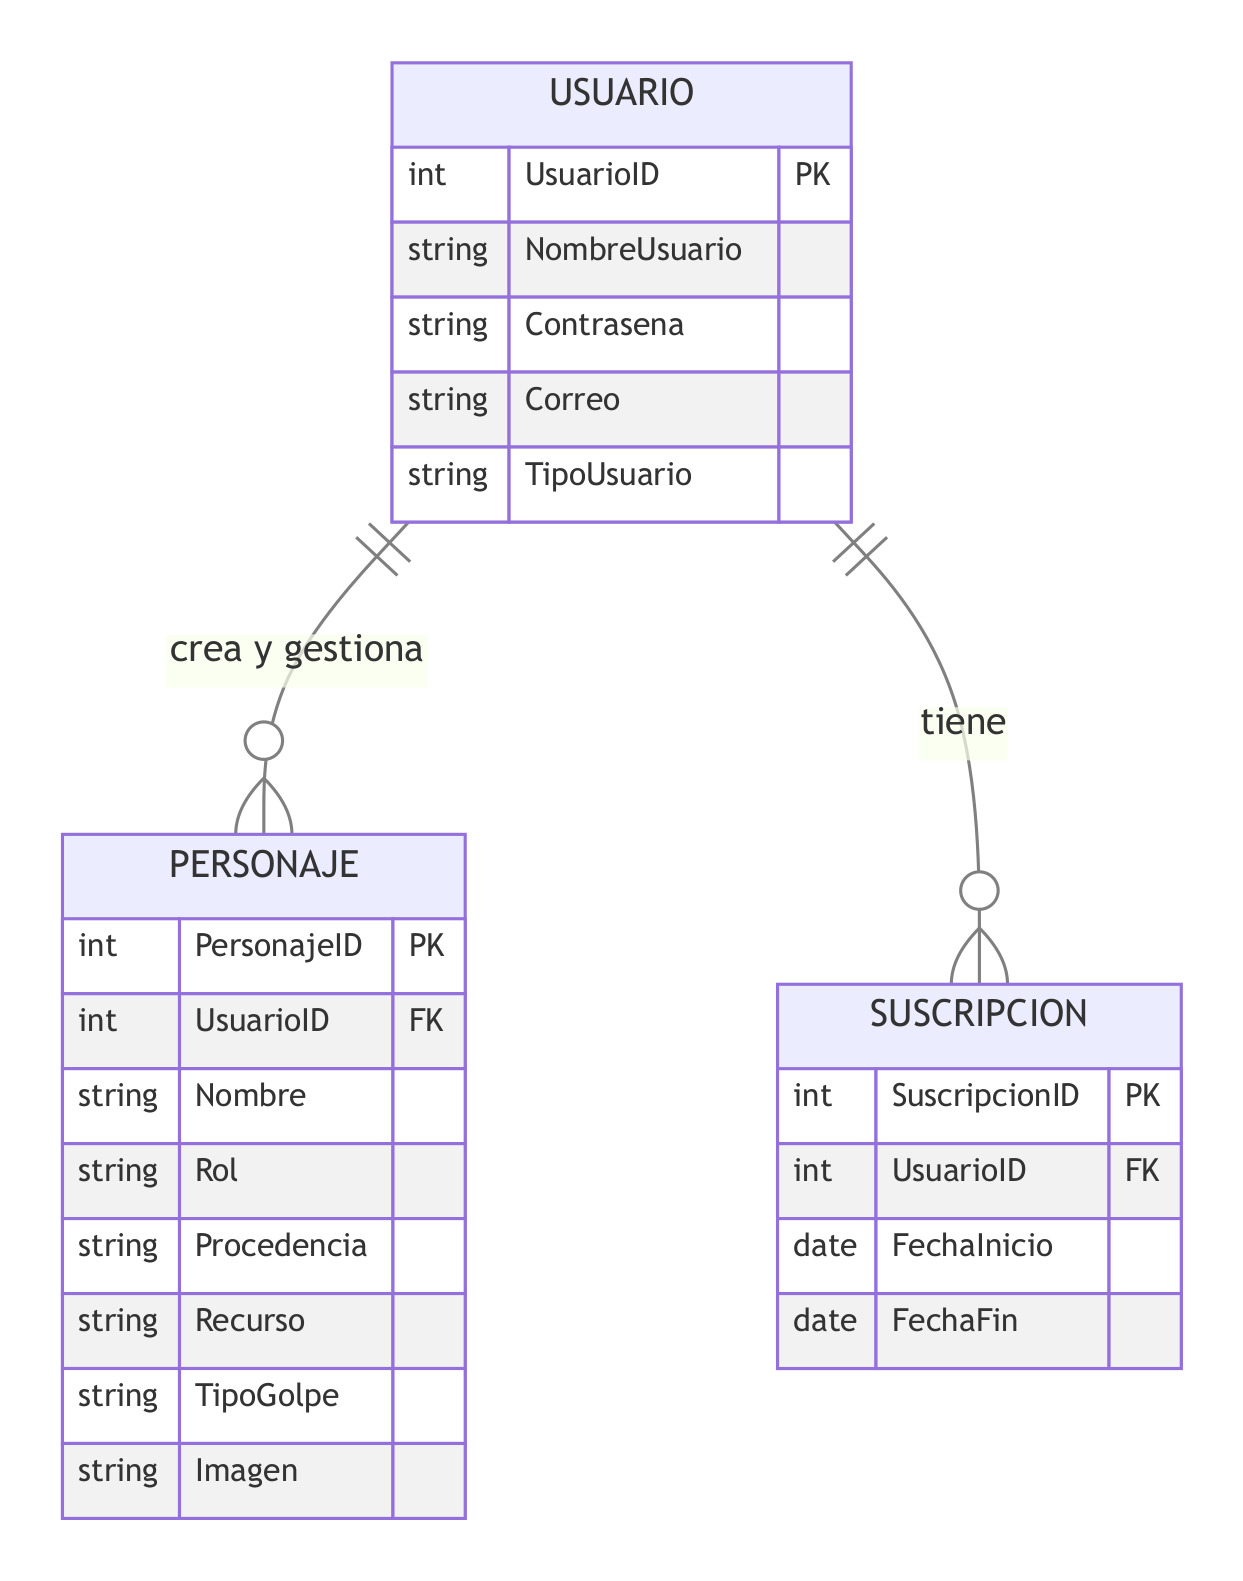 USUARIO
int UsuarioID PK
string NombreUsuario
string Contrasena
string Correo
string TipoUsuario
crea y gestiona
tiene
PERSONAJE
int PersonajeID PK
int UsuarioID FK
string Nombre
string Rol
string Procedencia
string Recurso
string TipoGolpe
string Imagen
SUSCRIPCION
int SuscripcionID PK
int UsuarioID FK
date FechaInicio
date FechaFin